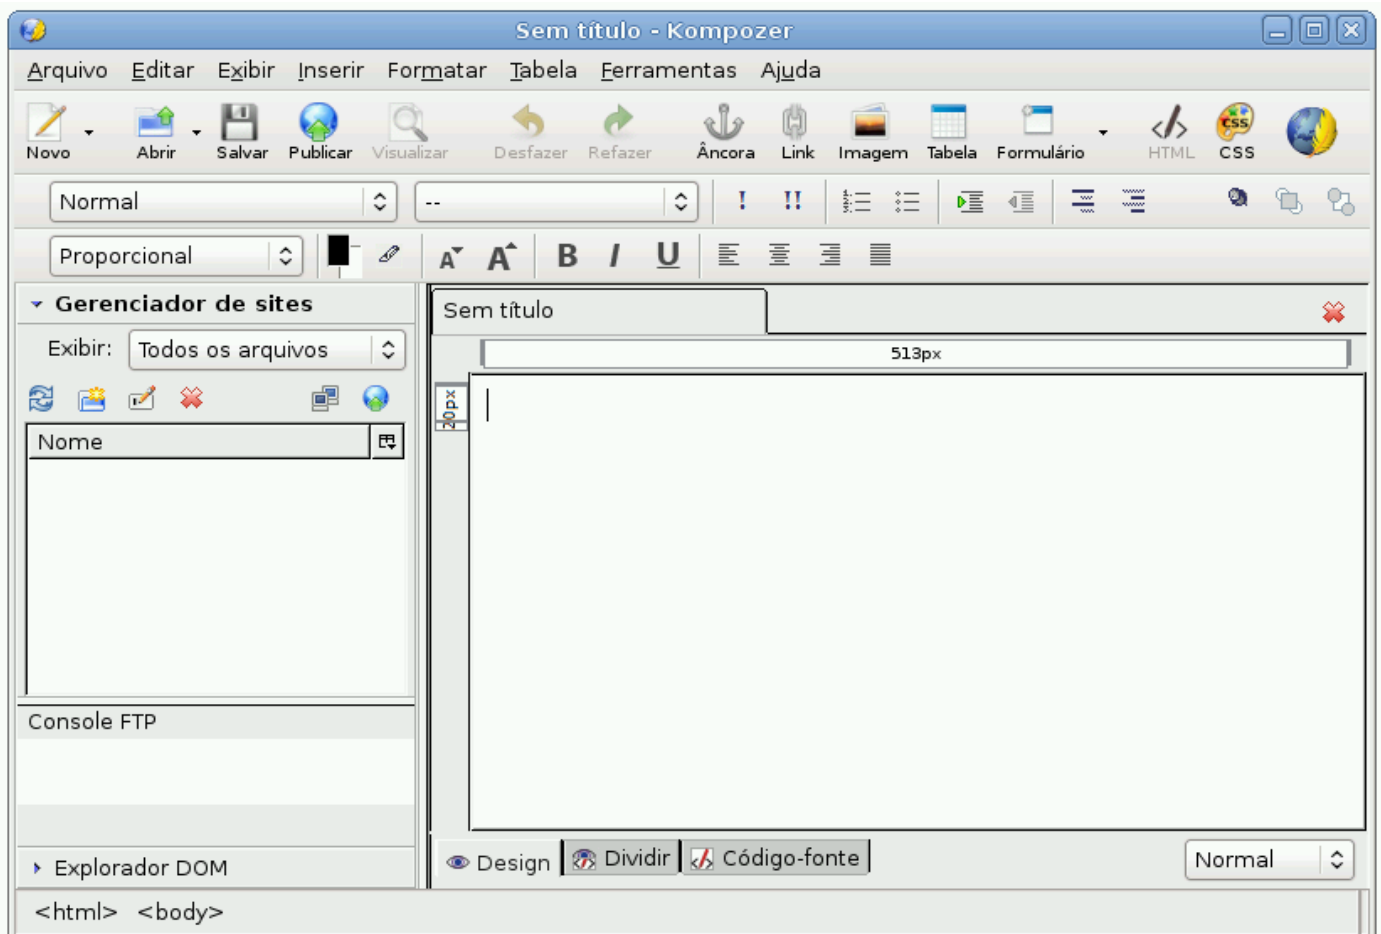 Sem título - Kompozer
Arquivo Editar Exibir Inserir Formatar Tabela Ferramentas Ajuda
Novo Abrir Salvar Publicar Visualizar Desfazer Refazer Âncora Link Imagem Tabela Formulário HTML CSS
Normal -- ! !!
Proporcional A A B I U
Gerenciador de sites
Exibir: Todos os arquivos
Nome
Console FTP
Explorador DOM
Sem título
513px
20px
Design Dividir Código-fonte Normal
<html> <body>